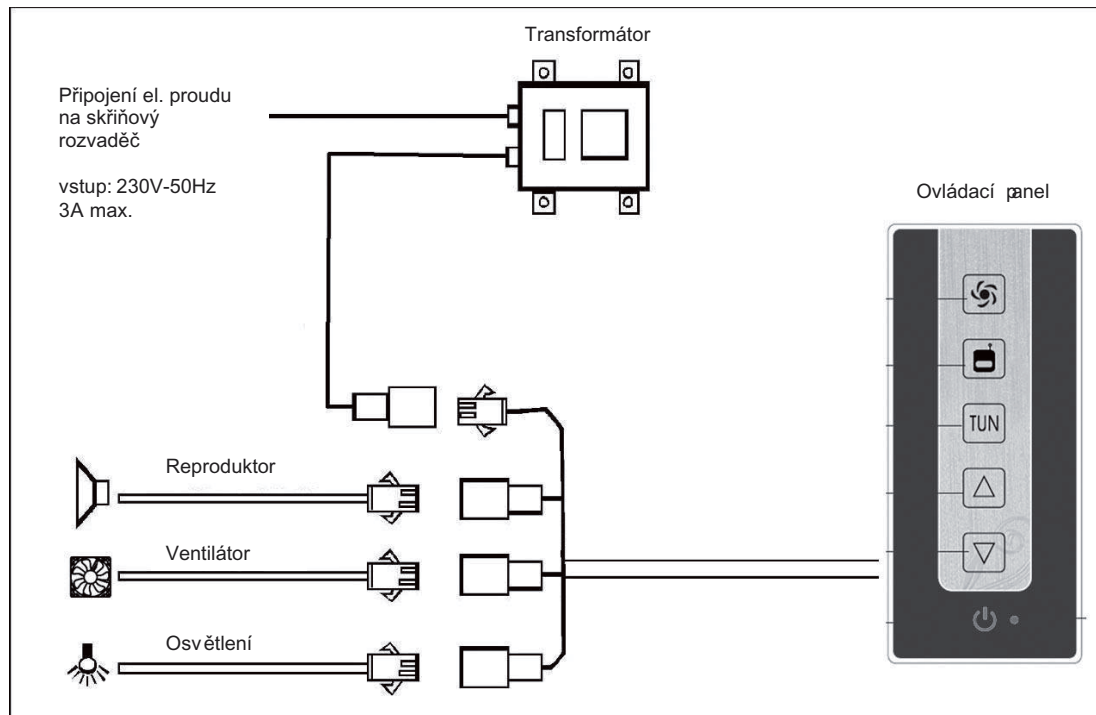 Transformátor
Připojení el. proudu
na skřiňový
rozvaděč
vstup: 230V-50Hz
3A max.
Ovládací panel
TUN
Reproduktor
Ventilátor
Osvětlení